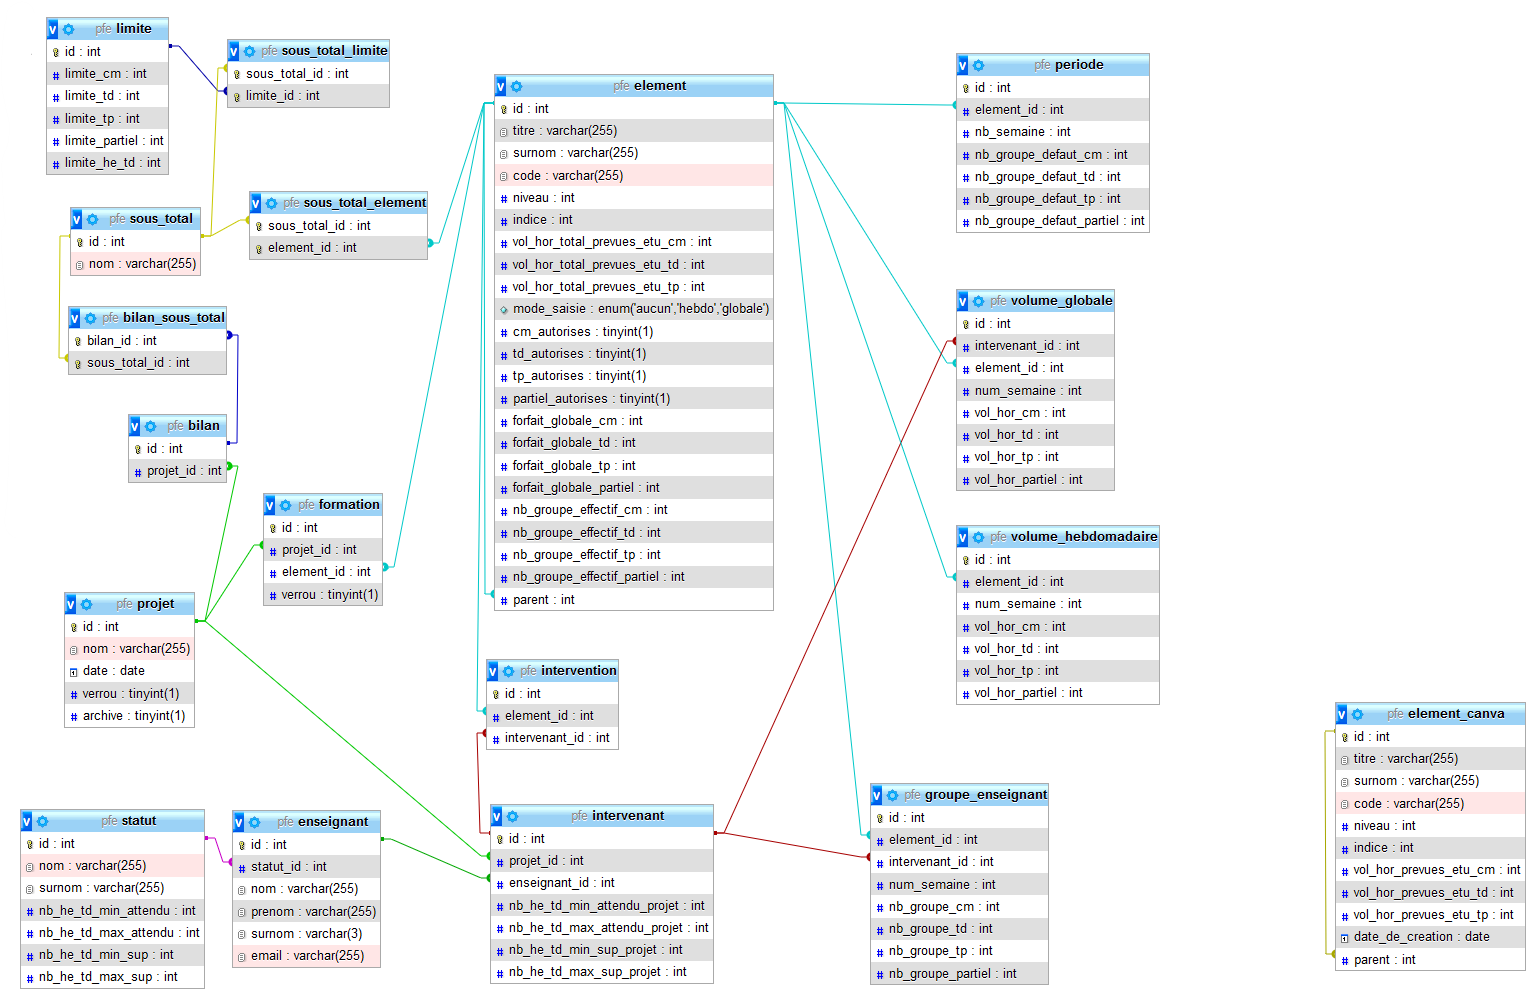 pfe limite
id : int
limite_cm : int
limite_td : int
limite_tp : int
limite_partiel : int
limite_he_td : int
pfe sous_total_limite
sous_total_id : int
limite_id : int
pfe sous_total
id : int
nom : varchar(255)
pfe sous_total_element
sous_total_id : int
element_id : int
pfe bilan_sous_total
bilan_id : int
sous_total_id : int
pfe bilan
id : int
projet_id : int
pfe formation
id : int
projet_id : int
element_id : int
verrou : tinyint(1)
pfe projet
id : int
nom : varchar(255)
date : date
verrou : tinyint(1)
archive : tinyint(1)
pfe statut
id : int
nom : varchar(255)
surnom : varchar(255)
nb_he_td_min_attendu : int
nb_he_td_max_attendu : int
nb_he_td_min_sup : int
nb_he_td_max_sup : int
pfe enseignant
id : int
statut_id : int
nom : varchar(255)
prenom : varchar(255)
surnom : varchar(3)
email : varchar(255)
pfe element
id : int
titre : varchar(255)
surnom : varchar(255)
code : varchar(255)
niveau : int
indice : int
vol_hor_total_prevues_etu_cm : int
vol_hor_total_prevues_etu_td : int
vol_hor_total_prevues_etu_tp : int
mode_saisie : enum('aucun','hebdo','globale')
cm_autorises : tinyint(1)
td_autorises : tinyint(1)
tp_autorises : tinyint(1)
partiel_autorises : tinyint(1)
forfait_globale_cm : int
forfait_globale_td : int
forfait_globale_tp : int
forfait_globale_partiel : int
nb_groupe_effectif_cm : int
nb_groupe_effectif_td : int
nb_groupe_effectif_tp : int
nb_groupe_effectif_partiel : int
parent : int
pfe intervention
id : int
element_id : int
intervenant_id : int
pfe intervenant
id : int
projet_id : int
enseignant_id : int
nb_he_td_min_attendu_projet : int
nb_he_td_max_attendu_projet : int
nb_he_td_min_sup_projet : int
nb_he_td_max_sup_projet : int
pfe periode
id : int
element_id : int
nb_semaine : int
nb_groupe_defaut_cm : int
nb_groupe_defaut_td : int
nb_groupe_defaut_tp : int
nb_groupe_defaut_partiel : int
pfe volume_globale
id : int
intervenant_id : int
element_id : int
num_semaine : int
vol_hor_cm : int
vol_hor_td : int
vol_hor_tp : int
vol_hor_partiel : int
pfe volume_hebdomadaire
id : int
element_id : int
num_semaine : int
vol_hor_cm : int
vol_hor_td : int
vol_hor_tp : int
vol_hor_partiel : int
pfe groupe_enseignant
id : int
element_id : int
intervenant_id : int
num_semaine : int
nb_groupe_cm : int
nb_groupe_td : int
nb_groupe_tp : int
nb_groupe_partiel : int
pfe element_canva
id : int
titre : varchar(255)
surnom : varchar(255)
code : varchar(255)
niveau : int
indice : int
vol_hor_prevues_etu_cm : int
vol_hor_prevues_etu_td : int
vol_hor_prevues_etu_tp : int
date_de_creation : date
parent : int